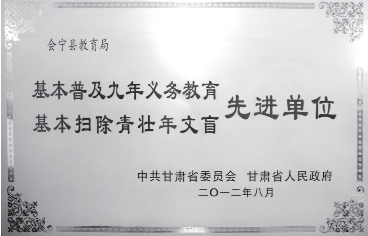 会宁县教育局
基本普及九年义务教育
基本扫除青壮年文盲
先进单位
中共甘肃省委员会 甘肃省人民政府
二〇一二年八月